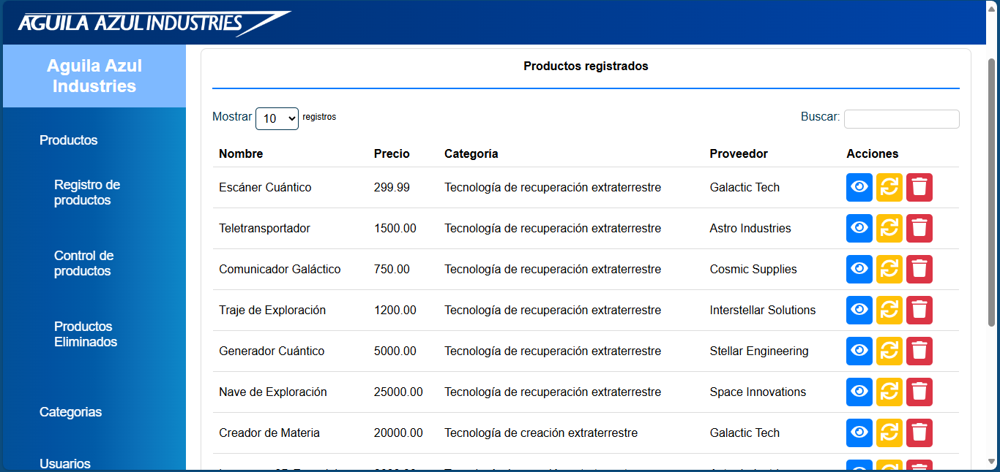 AGUILA AZUL INDUSTRIES
Aguila Azul
Industries
Productos
Registro de
productos
Control de
productos
Productos
Eliminados
Categorias
Usuarios
Productos registrados
Mostrar 10 registros
Buscar:
Nombre Precio Categoría Proveedor Acciones
Escáner Cuántico 299.99 Tecnología de recuperación extraterrestre Galactic Tech
Teletransportador 1500.00 Tecnología de recuperación extraterrestre Astro Industries
Comunicador Galáctico 750.00 Tecnología de recuperación extraterrestre Cosmic Supplies
Traje de Exploración 1200.00 Tecnología de recuperación extraterrestre Interstellar Solutions
Generador Cuántico 5000.00 Tecnología de recuperación extraterrestre Stellar Engineering
Nave de Exploración 25000.00 Tecnología de recuperación extraterrestre Space Innovations
Creador de Materia 20000.00 Tecnología de creación extraterrestre Galactic Tech